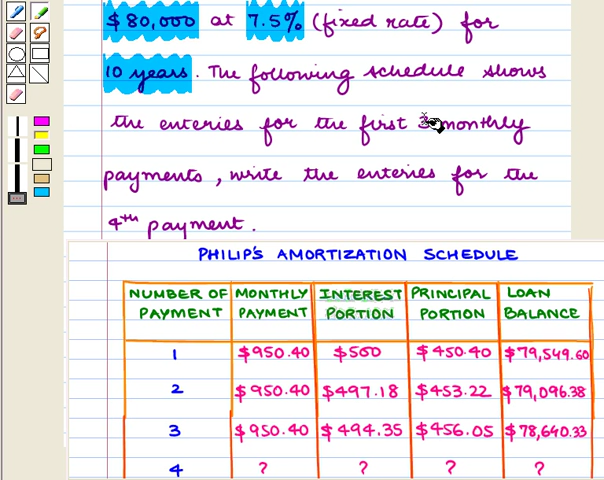 $80,000 at 7.5% (fixed rate) for
10 years. The following schedule shows
the enteries for the first 3 monthly
payments, write the enteries for the
4th payment.
PHILIP'S AMORTIZATION SCHEDULE
NUMBER OF PAYMENT MONTHLY PAYMENT INTEREST PORTION PRINCIPAL PORTION LOAN BALANCE
1 $950.40 $500 $450.40 $79,549.60
2 $950.40 $497.18 $453.22 $79,096.38
3 $950.40 $494.35 $456.05 $78,640.33
4 ? ? ? ?